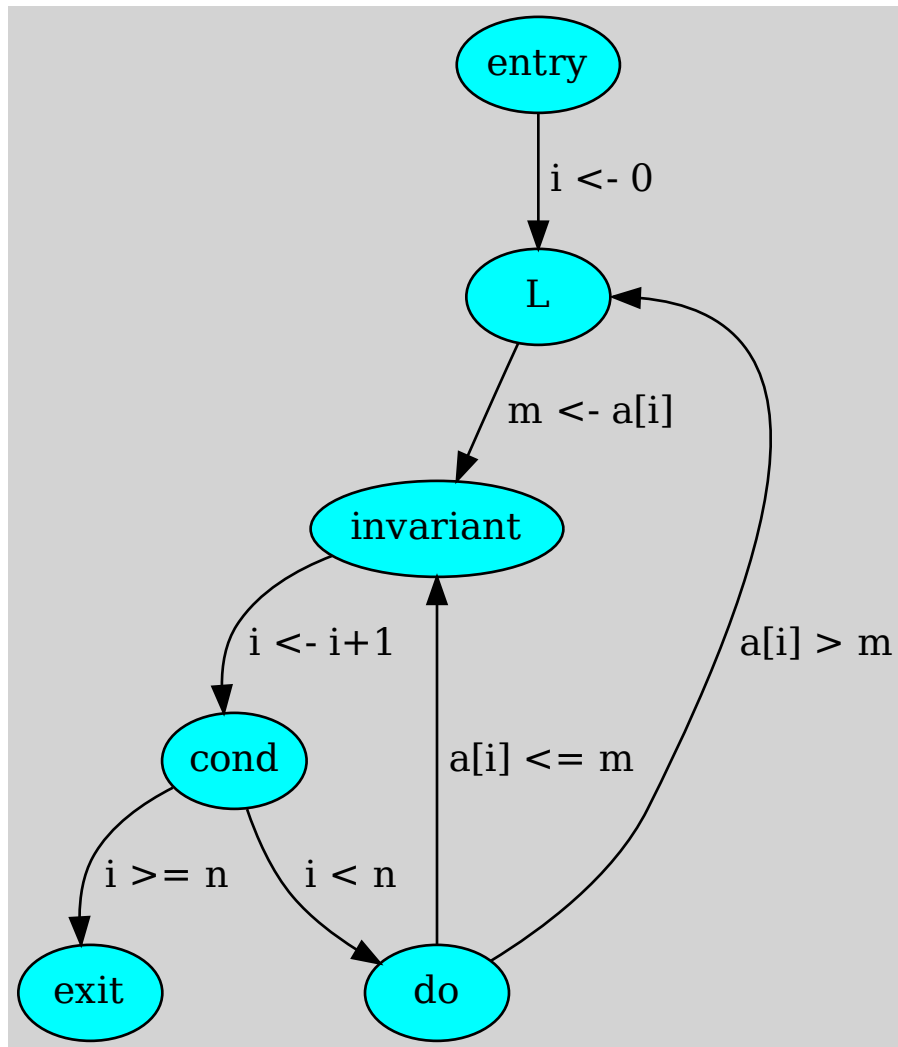 entry
i <- 0
L
m <- a[i]
invariant
i <- i+1
a[i] > m
cond
a[i] <= m
i >= n
i < n
exit
do